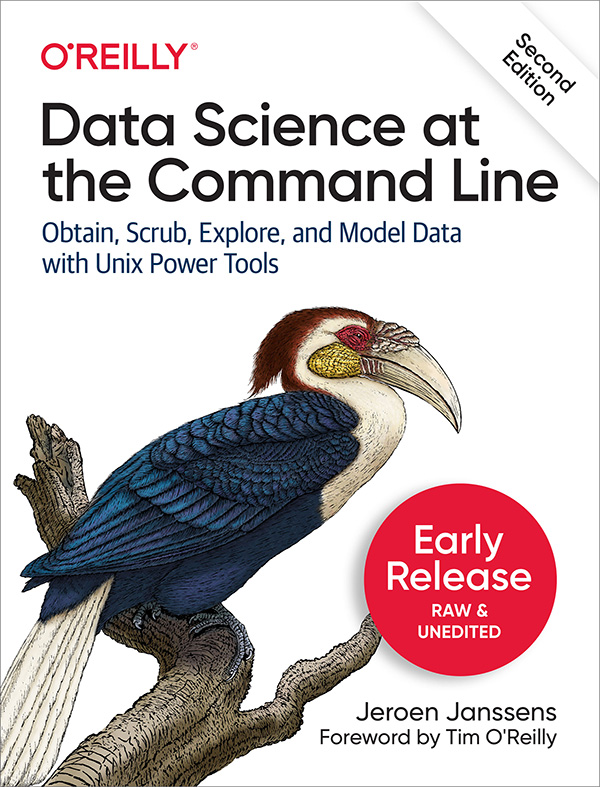 O'REILLY®
Second
Edition
Data Science at
the Command Line
Obtain, Scrub, Explore, and Model Data
with Unix Power Tools
Early
Release
RAW &
UNEDITED
Jeroen Janssens
Foreword by Tim O'Reilly